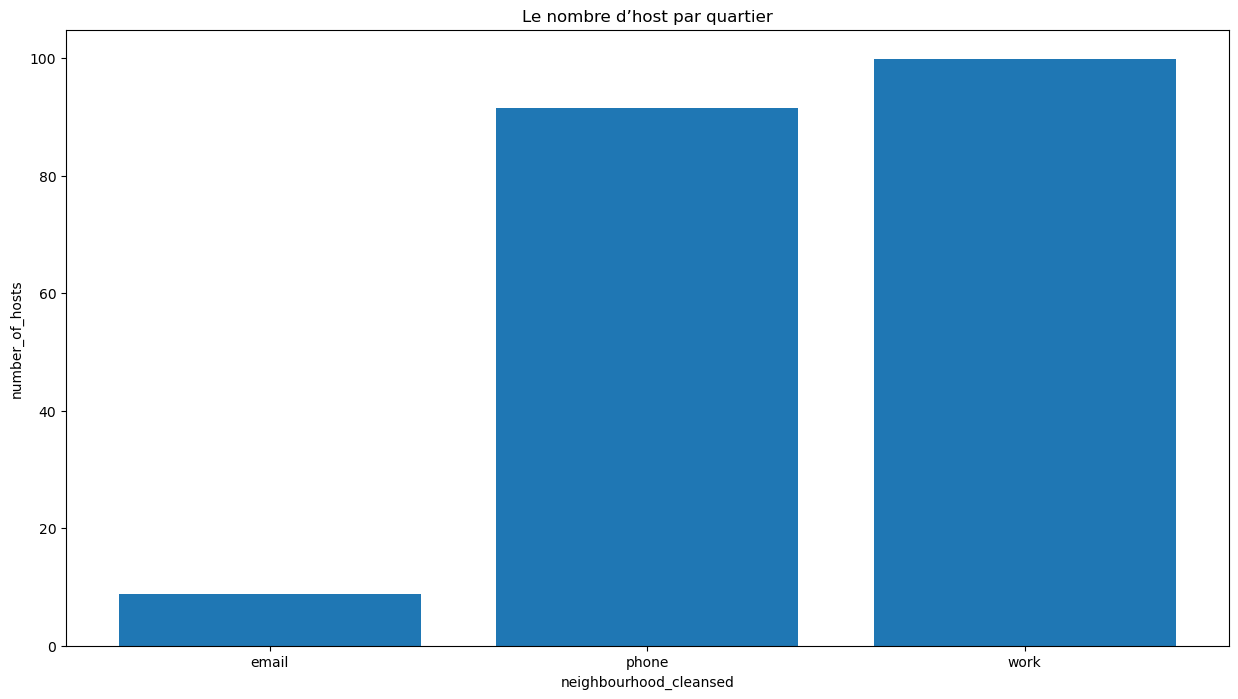 Le nombre d’host par quartier
100
80
60
40
20
0
number_of_hosts
email phone work
neighbourhood_cleansed